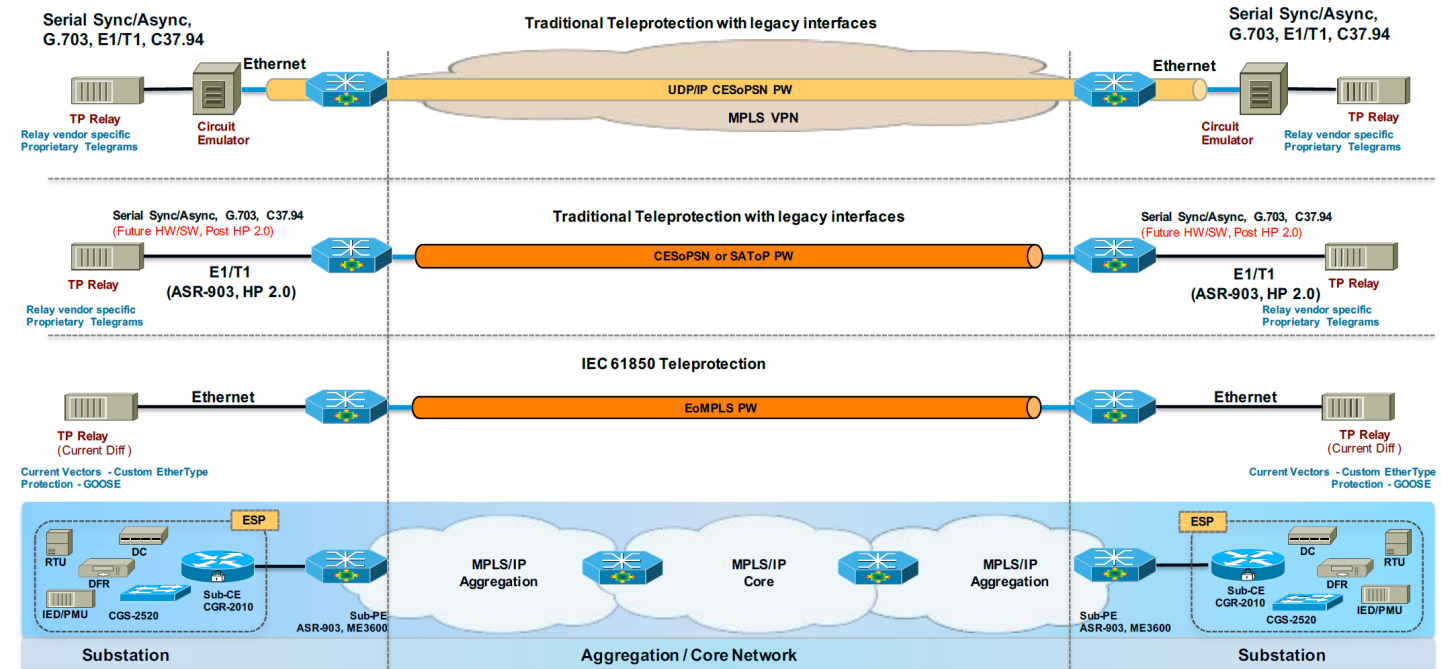 Serial Sync/Async,
G.703, E1/T1, C37.94
Traditional Teleprotection with legacy interfaces
Serial Sync/Async,
G.703, E1/T1, C37.94
Ethernet
Ethernet
UDP/IP CESoPSN PW
MPLS VPN
TP Relay
Relay vendor specific
Proprietary Telegrams
Circuit
Emulator
Circuit
Emulator
TP Relay
Relay vendor specific
Proprietary Telegrams
Serial Sync/Async, G.703, C37.94
(Future HW/SW, Post HP 2.0)
Traditional Teleprotection with legacy interfaces
Serial Sync/Async, G.703, C37.94
(Future HW/SW, Post HP 2.0)
CESoPSN or SAToP PW
TP Relay
E1/T1
(ASR-903, HP 2.0)
E1/T1
(ASR-903, HP 2.0)
TP Relay
Relay vendor specific
Proprietary Telegrams
Relay vendor specific
Proprietary Telegrams
IEC 61850 Teleprotection
Ethernet
Ethernet
EoMPLS PW
TP Relay
(Current Diff )
TP Relay
(Current Diff )
Current Vectors - Custom EtherType
Protection - GOOSE
Current Vectors - Custom EtherType
Protection - GOOSE
ESP
RTU
DC
DFR
IED/PMU
CGS-2520
Sub-CE
CGR-2010
Sub-PE
ASR-903, ME3600
MPLS/IP
Aggregation
MPLS/IP
Core
MPLS/IP
Aggregation
Sub-PE
ASR-903, ME3600
ESP
DC
RTU
DFR
Sub-CE
CGR-2010
IED/PMU
CGS-2520
Substation
Aggregation / Core Network
Substation